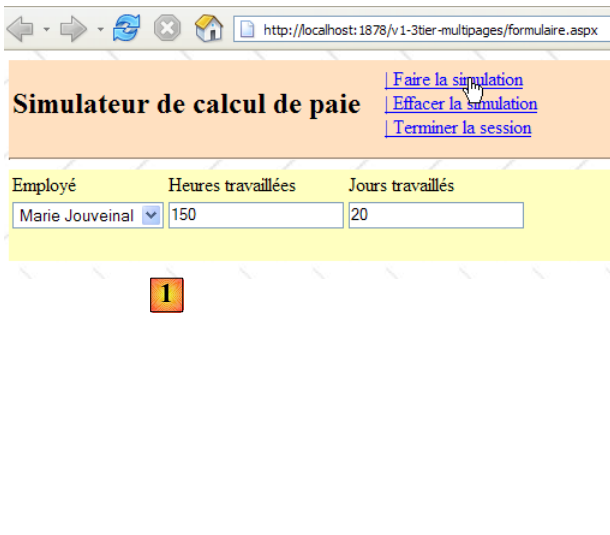 http://localhost:1878/v1-3tier-multipages/formulaire.aspx
Simulateur de calcul de paie
| Faire la simulation
| Effacer la simulation
| Terminer la session
Employé Heures travaillées Jours travaillés
Marie Jouveinal 150 20
1